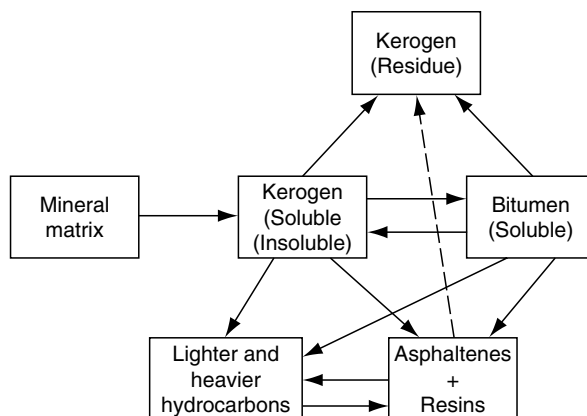 Kerogen
(Residue)
Mineral
matrix
Kerogen
(Soluble
(Insoluble)
Bitumen
(Soluble)
Lighter and
heavier
hydrocarbons
Asphaltenes
+
Resins